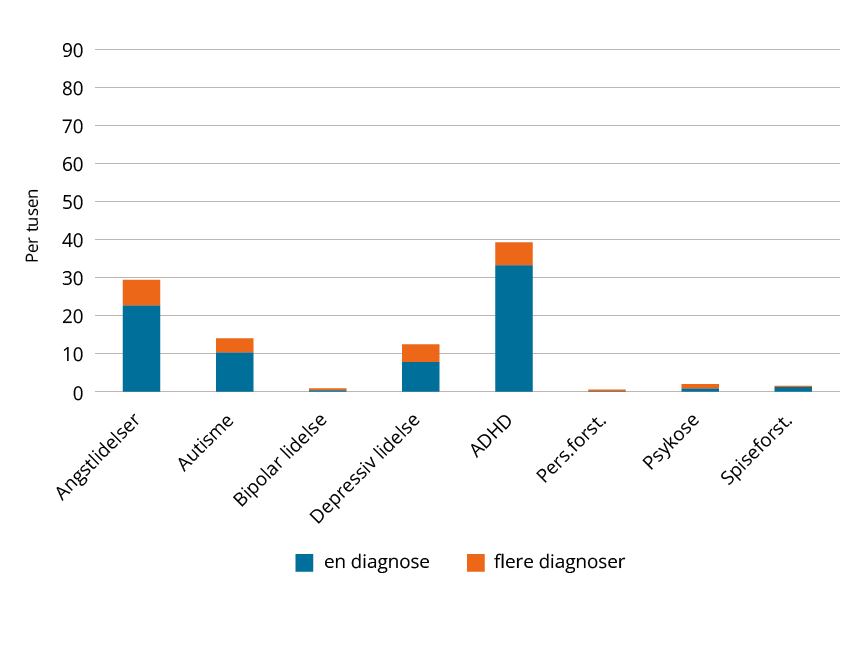 90
80
70
60
50
40
30
20
10
0
Per tusen
Angstlidelser
Autisme
Bipolar lidelse
Depressiv lidelse
ADHD
Pers.forst.
Psykose
Spiseforst.
en diagnose
flere diagnoser